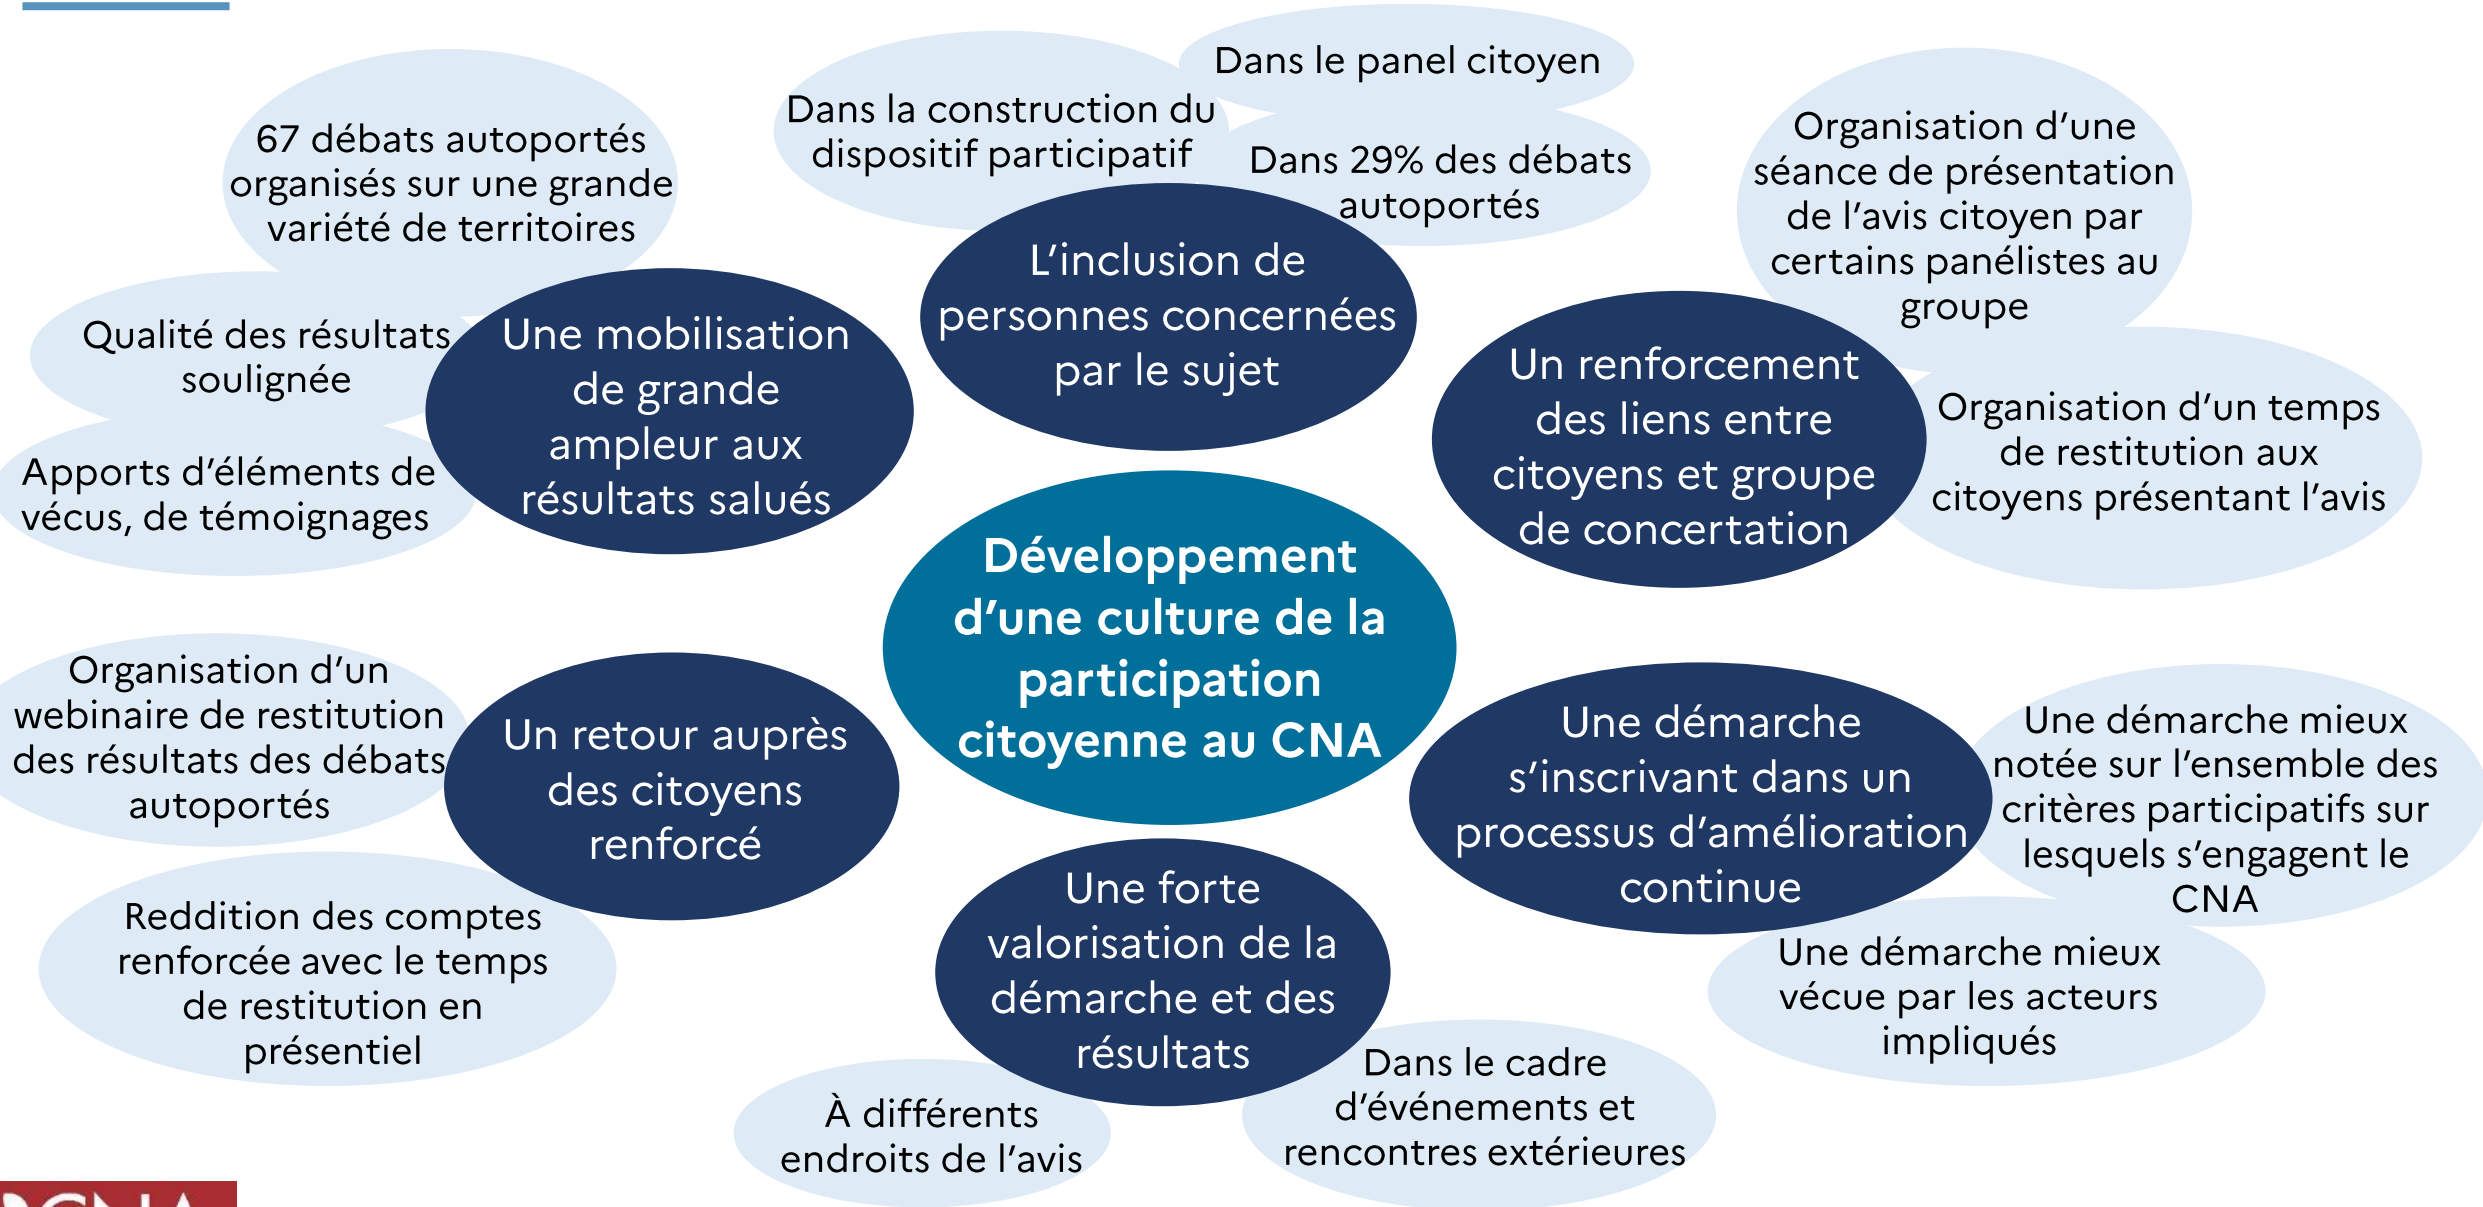 67 débats autoportés
organisés sur une grande
variété de territoires
Qualité des résultats
soulignée
Apports d’éléments de
vécus, de témoignages
Une mobilisation
de grande
ampleur aux
résultats salués
Dans la construction du
dispositif participatif
Dans le panel citoyen
Dans 29% des débats
autoportés
L’inclusion de
personnes concernées
par le sujet
Organisation d’une
séance de présentation
de l’avis citoyen par
certains panélistes au
groupe
Un renforcement
des liens entre
citoyens et groupe
de concertation
Organisation d’un temps
de restitution aux
citoyens présentant l’avis
Développement
d’une culture de la
participation
citoyenne au CNA
Organisation d’un
webinaire de restitution
des résultats des débats
autoportés
Un retour auprès
des citoyens
renforcé
Reddition des comptes
renforcée avec le temps
de restitution en
présentiel
Une forte
valorisation de la
démarche et des
résultats
À différents
endroits de l’avis
Dans le cadre
d’événements et
rencontres extérieures
Une démarche
s’inscrivant dans un
processus d’amélioration
continue
Une démarche mieux
notée sur l’ensemble des
critères participatifs sur
lesquels s’engagent le
CNA
Une démarche mieux
vécue par les acteurs
impliqués
CNA